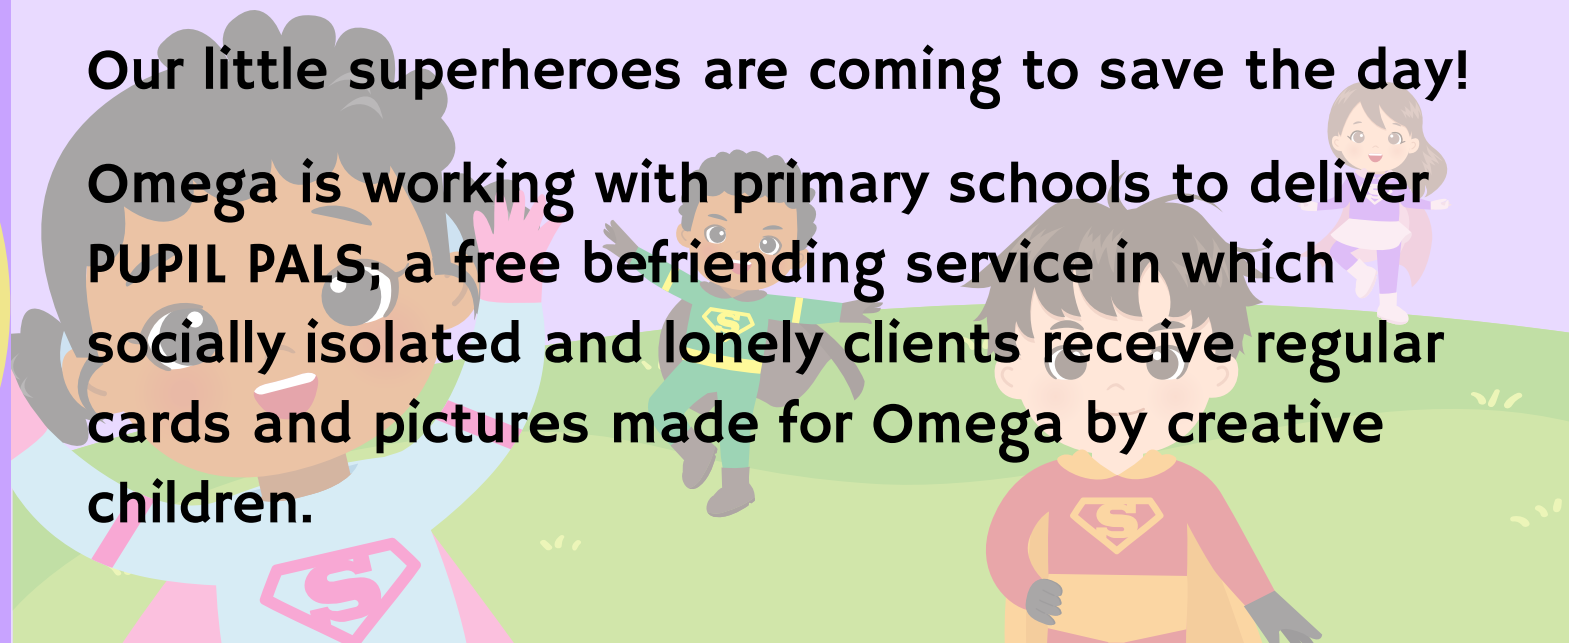 Our little superheroes are coming to save the day!
Omega is working with primary schools to deliver
PUPIL PALS; a free befriending service in which
socially isolated and lonely clients receive regular
cards and pictures made for Omega by creative
children.
S
S
S